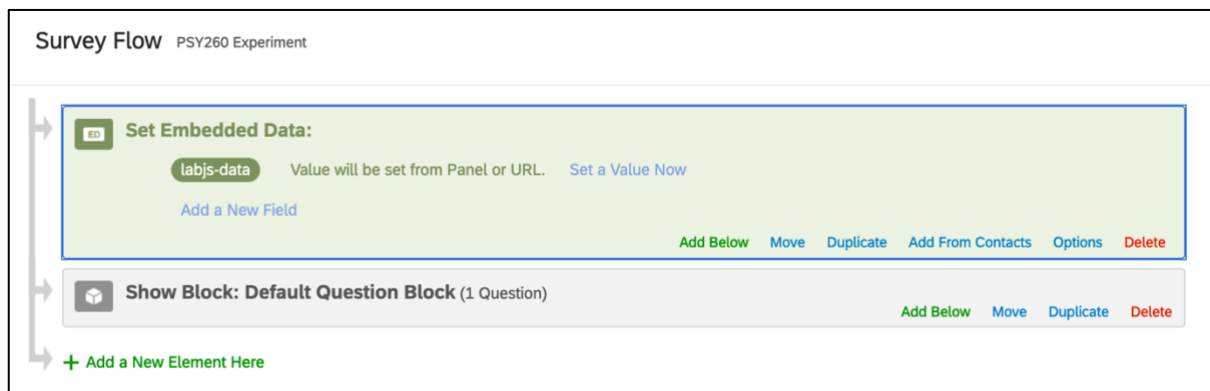 Survey Flow PSY260 Experiment
ED Set Embedded Data:
labjs-data Value will be set from Panel or URL. Set a Value Now
Add a New Field
Add Below Move Duplicate Add From Contacts Options Delete
Show Block: Default Question Block (1 Question)
Add Below Move Duplicate Delete
+ Add a New Element Here